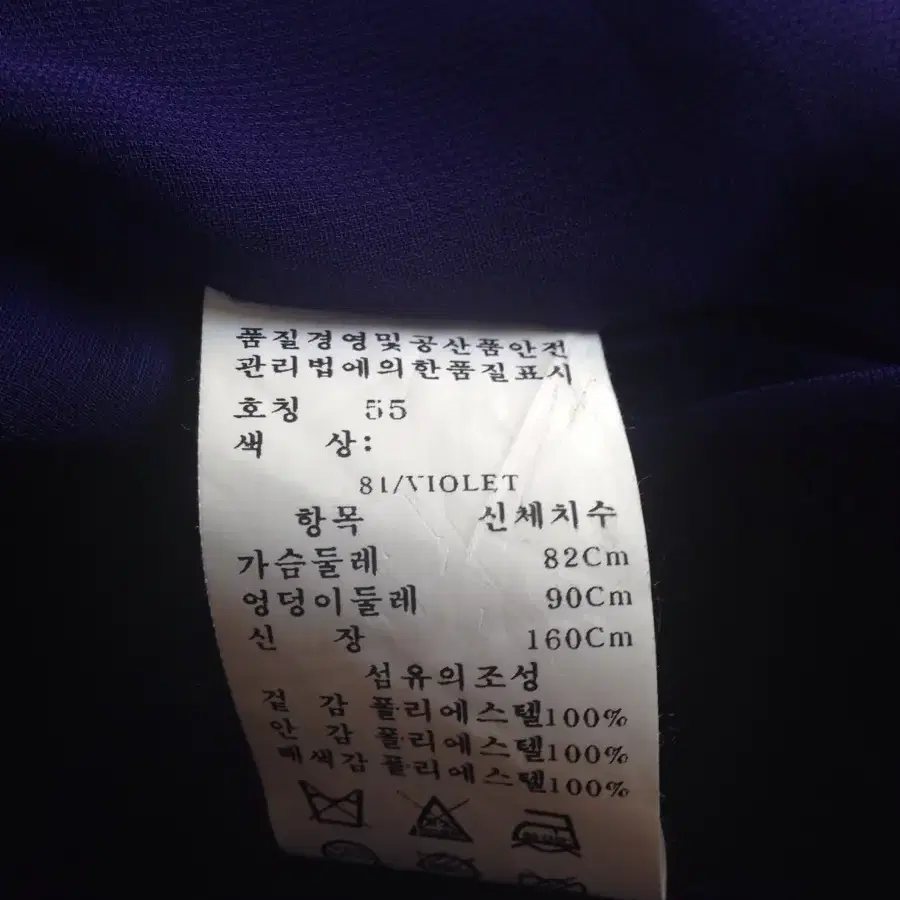 품질경영및공산품안전
관리법에의한품질표시
호칭 55
색 상:
81/VIOLET
항목 신체치수
가슴둘레 82Cm
엉덩이둘레 90Cm
신 장 160Cm
섬유의조성
겉 감 폴리에스텔100%
안 감 폴리에스텔100%
배색감 폴리에스텔100%